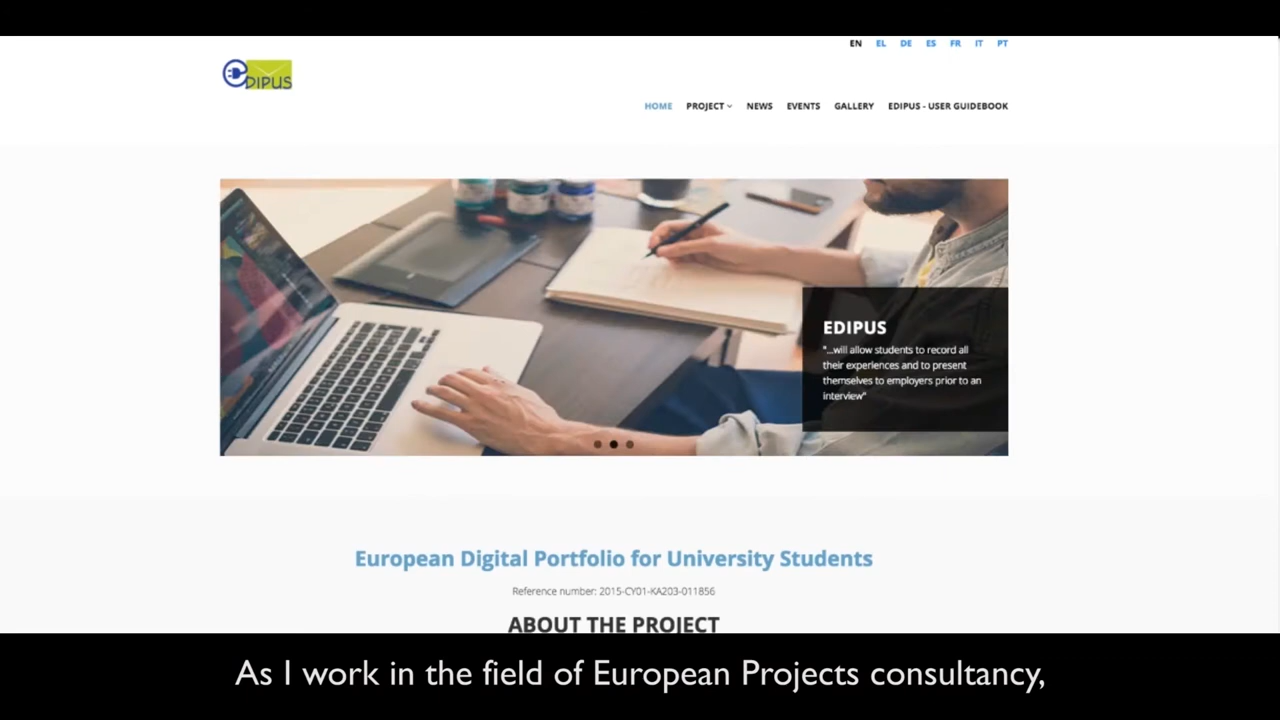 EN EL DE ES FR IT PT
eDIPUS
HOME PROJECT NEWS EVENTS GALLERY EDIPUS - USER GUIDEBOOK
EDIPUS
"...will allow students to record all
their experiences and to present
themselves to employers prior to an
interview"
European Digital Portfolio for University Students
Reference number: 2015-CY01-KA203-011856
ABOUT THE PROJECT
As I work in the field of European Projects consultancy,